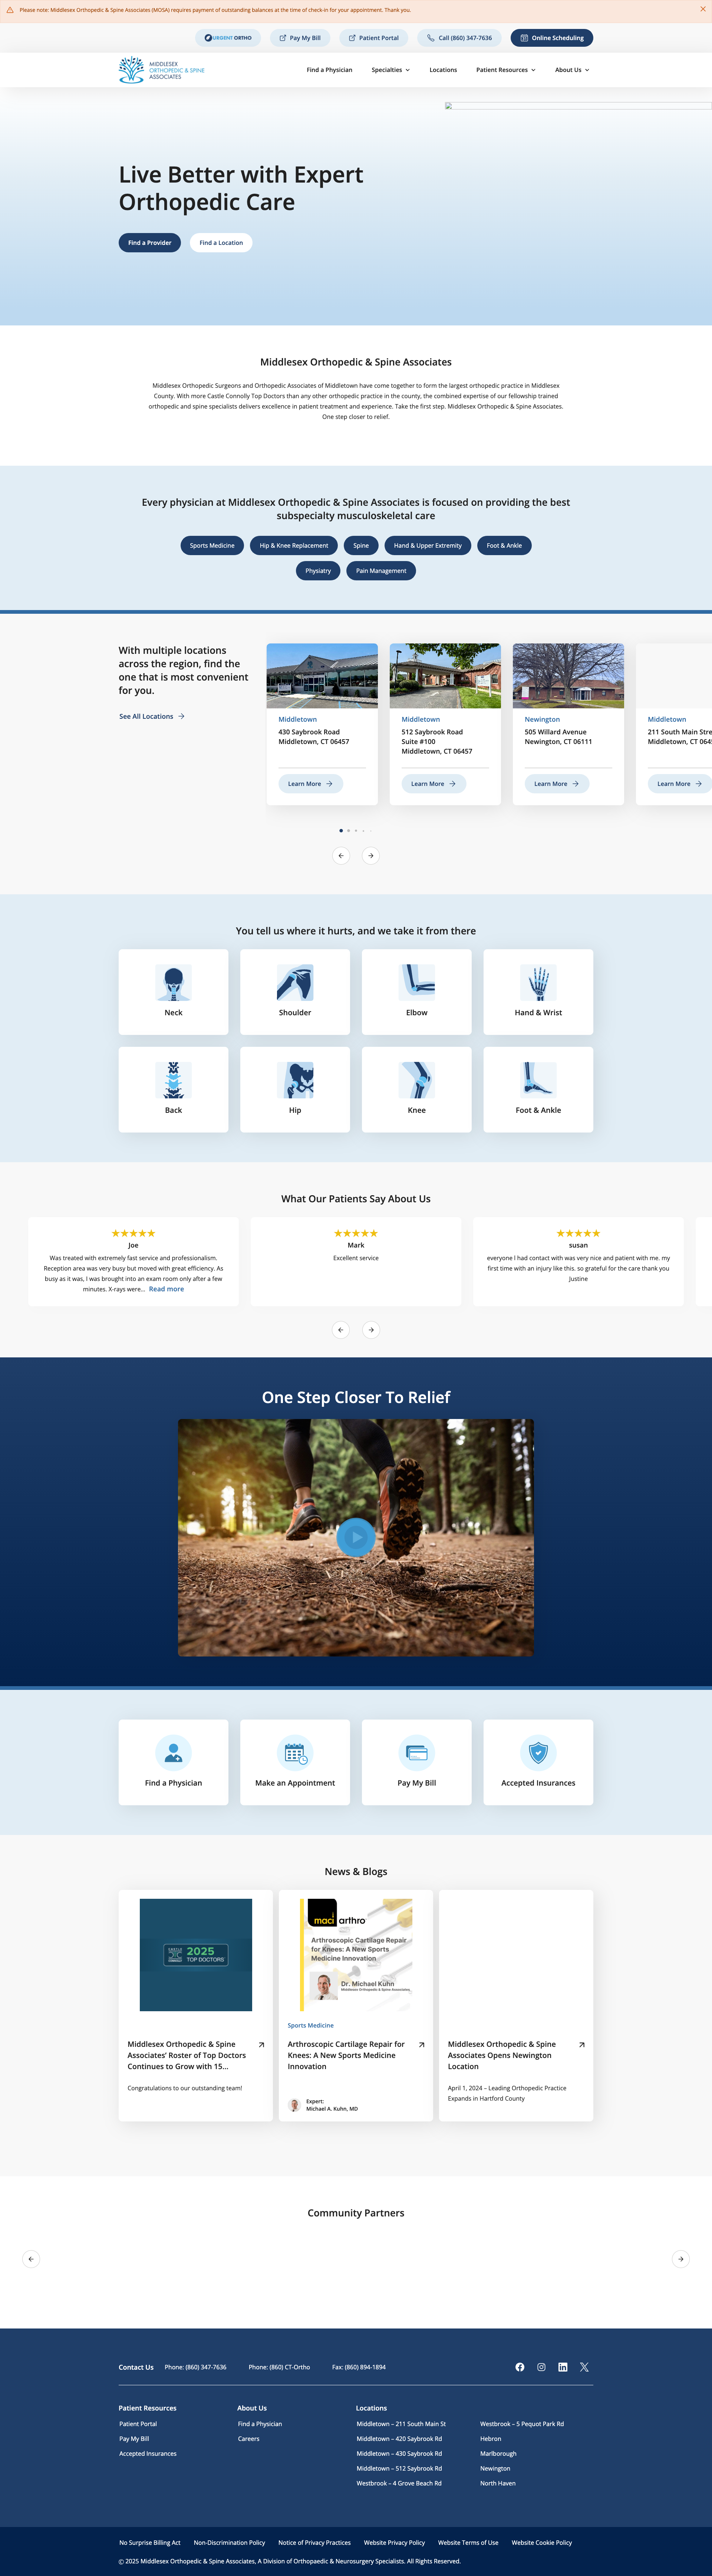 Please note: Middlesex Orthopedic & Spine Associates (MOSA) requires payment of outstanding balances at the time of check-in for your appointment. Thank you.
URGENT ORTHO
Pay My Bill
Patient Portal
Call (860) 347-7636
Online Scheduling
MIDDLESEX
ORTHOPEDIC & SPINE
ASSOCIATES
Find a Physician
Specialties
Locations
Patient Resources
About Us
Live Better with Expert
Orthopedic Care
Find a Provider
Find a Location
Middlesex Orthopedic & Spine Associates
Middlesex Orthopedic Surgeons and Orthopedic Associates of Middletown have come together to form the largest orthopedic practice in Middlesex
County. With more Castle Connolly Top Doctors than any other orthopedic practice in the county, the combined expertise of our fellowship trained
orthopedic and spine specialists delivers excellence in patient treatment and experience. Take the first step. Middlesex Orthopedic & Spine Associates.
One step closer to relief.
Every physician at Middlesex Orthopedic & Spine Associates is focused on providing the best
subspecialty musculoskeletal care
Sports Medicine
Hip & Knee Replacement
Spine
Hand & Upper Extremity
Foot & Ankle
Physiatry
Pain Management
With multiple locations
across the region, find the
one that is most convenient
for you.
See All Locations
Middletown
430 Saybrook Road
Middletown, CT 06457
Learn More
Middletown
512 Saybrook Road
Suite #100
Middletown, CT 06457
Learn More
Newington
505 Willard Avenue
Newington, CT 06111
Learn More
Middletown
211 South Main Stre
Middletown, CT 064
Learn More
You tell us where it hurts, and we take it from there
Neck
Shoulder
Elbow
Hand & Wrist
Back
Hip
Knee
Foot & Ankle
What Our Patients Say About Us
Joe
Was treated with extremely fast service and professionalism.
Reception area was very busy but moved with great efficiency. As
busy as it was, I was brought into an exam room only after a few
minutes. X-rays were... Read more
Mark
Excellent service
susan
everyone I had contact with was very nice and patient with me. my
first time with an injury like this. so grateful for the care thank you
Justine
One Step Closer To Relief
Find a Physician
Make an Appointment
Pay My Bill
Accepted Insurances
News & Blogs
2025
TOP DOCTORS
Middlesex Orthopedic & Spine
Associates' Roster of Top Doctors
Continues to Grow with 15...
Congratulations to our outstanding team!
maci arthro
Arthroscopic Cartilage Repair
for Knees: A New Sports
Medicine Innovation
Dr. Michael Kuhn
Middlesex Orthopedic & Spine Associates
Sports Medicine
Arthroscopic Cartilage Repair for
Knees: A New Sports Medicine
Innovation
Expert:
Michael A. Kuhn, MD
Middlesex Orthopedic & Spine
Associates Opens Newington
Location
April 1, 2024 – Leading Orthopedic Practice
Expands in Hartford County
Community Partners
Contact Us
Phone: (860) 347-7636
Phone: (860) CT-Ortho
Fax: (860) 894-1894
Patient Resources
Patient Portal
Pay My Bill
Accepted Insurances
About Us
Find a Physician
Careers
Locations
Middletown – 211 South Main St
Middletown – 420 Saybrook Rd
Middletown – 430 Saybrook Rd
Middletown – 512 Saybrook Rd
Westbrook – 4 Grove Beach Rd
Westbrook – 5 Pequot Park Rd
Hebron
Marlborough
Newington
North Haven
No Surprise Billing Act
Non-Discrimination Policy
Notice of Privacy Practices
Website Privacy Policy
Website Terms of Use
Website Cookie Policy
© 2025 Middlesex Orthopedic & Spine Associates, A Division of Orthopaedic & Neurosurgery Specialists. All Rights Reserved.